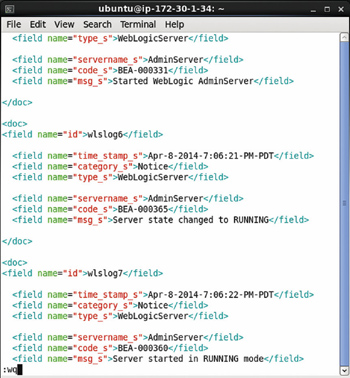 ubuntu@ip-172-30-1-34: ~
File Edit View Search Terminal Help
<field name="type_s">WebLogicServer</field>
<field name="servername_s">AdminServer</field>
<field name="code_s">BEA-000331</field>
<field name="msg_s">Started WebLogic AdminServer</field>
</doc>
<doc>
<field name="id">wlslog6</field>
<field name="time_stamp_s">Apr-8-2014-7:06:21-PM-PDT</field>
<field name="category_s">Notice</field>
<field name="type_s">WebLogicServer</field>
<field name="servername_s">AdminServer</field>
<field name="code_s">BEA-000365</field>
<field name="msg_s">Server state changed to RUNNING</field>
</doc>
<doc>
<field name="id">wlslog7</field>
<field name="time_stamp_s">Apr-8-2014-7:06:22-PM-PDT</field>
<field name="category_s">Notice</field>
<field name="type_s">WebLogicServer</field>
<field name="servername_s">AdminServer</field>
<field name="code_s">BEA-000360</field>
<field name="msg_s">Server started in RUNNING mode</field>
:wq